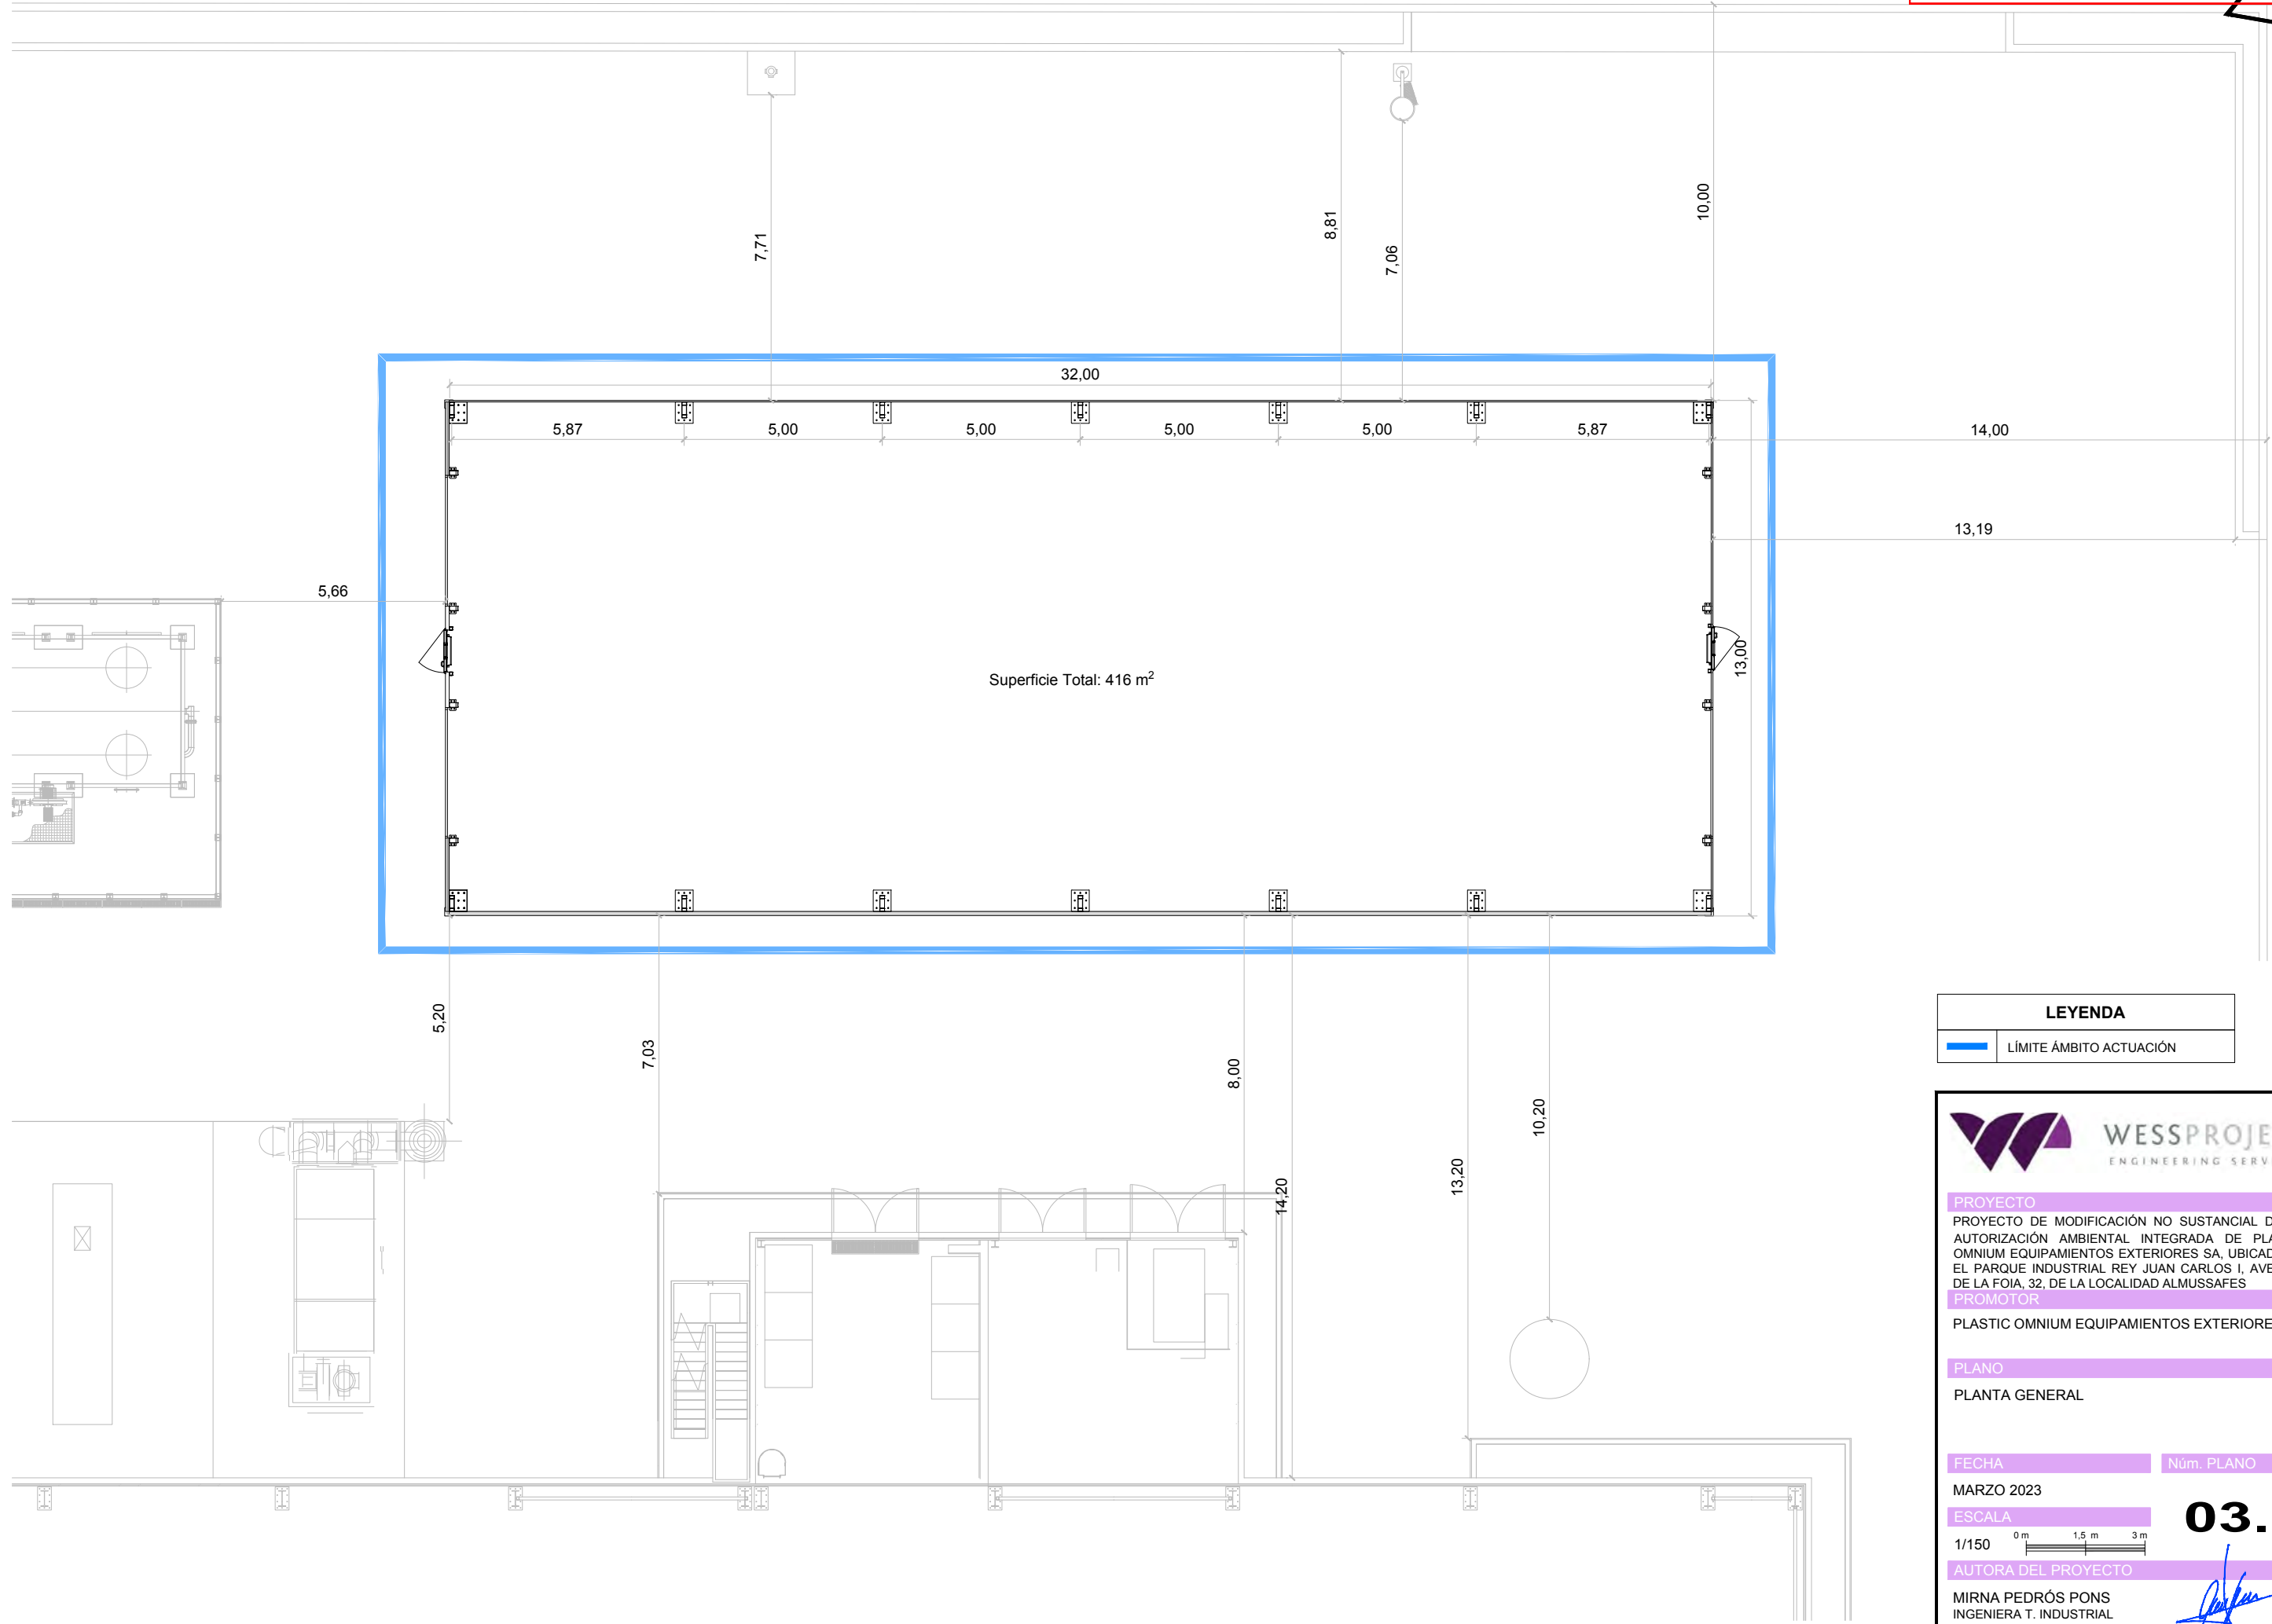 10,00
8,81
7,71
7,06
32,00
5,87
5,00
5,00
5,00
5,00
5,87
14,00
13,19
5,66
13,00
Superficie Total: 416 m²
5,20
7,03
8,00
10,20
13,20
14,20
LEYENDA
LÍMITE ÁMBITO ACTUACIÓN
WESSPROJE
ENGINEERING SERV
PROYECTO
PROYECTO DE MODIFICACIÓN NO SUSTANCIAL D
AUTORIZACIÓN AMBIENTAL INTEGRADA DE PLA
OMNIUM EQUIPAMIENTOS EXTERIORES SA, UBICAD
EL PARQUE INDUSTRIAL REY JUAN CARLOS I, AVE
DE LA FOIA, 32, DE LA LOCALIDAD ALMUSSAFES
PROMOTOR
PLASTIC OMNIUM EQUIPAMIENTOS EXTERIORE
PLANO
PLANTA GENERAL
FECHA
Núm. PLANO
MARZO 2023
03.
ESCALA
1/150
0 m 1,5 m 3 m
AUTORA DEL PROYECTO
MIRNA PEDRÓS PONS
INGENIERA T. INDUSTRIAL